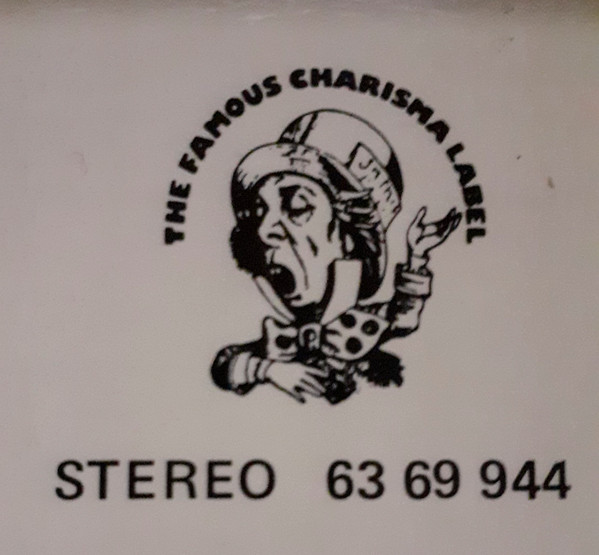 THE FAMOUS CHARISMA LABEL
STEREO 63 69 944